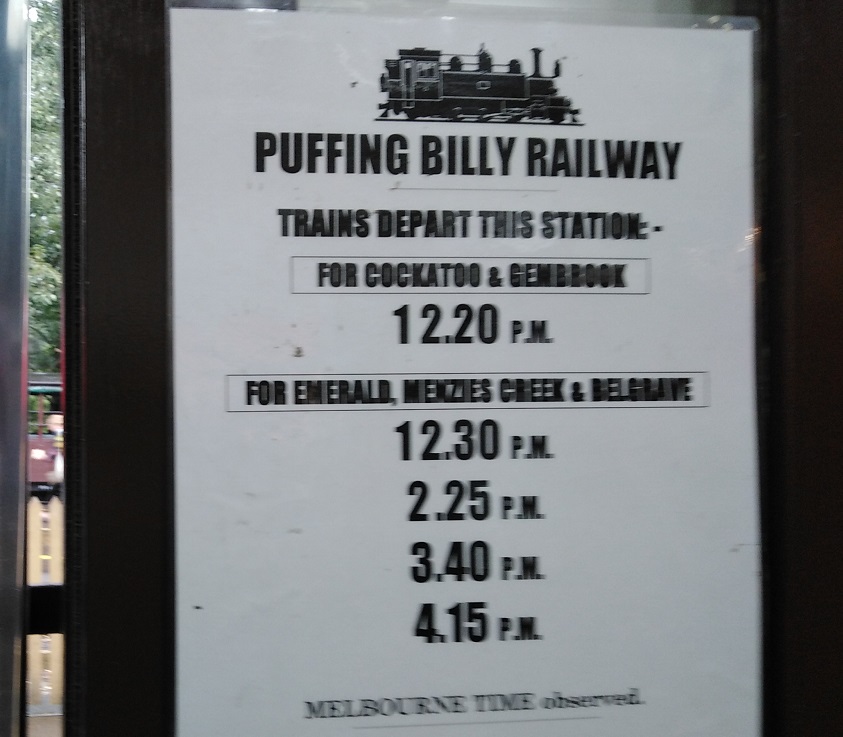 PUFFING BILLY RAILWAY
TRAINS DEPART THIS STATION: -
FOR COCKATOO & GEMBROOK
12.20 P.M.
FOR EMERALD, MENZIES CREEK & BELGRAVE
12.30 P.M.
2.25 P.M.
3.40 P.M.
4.15 P.M.
MELBOURNE TIME observed.